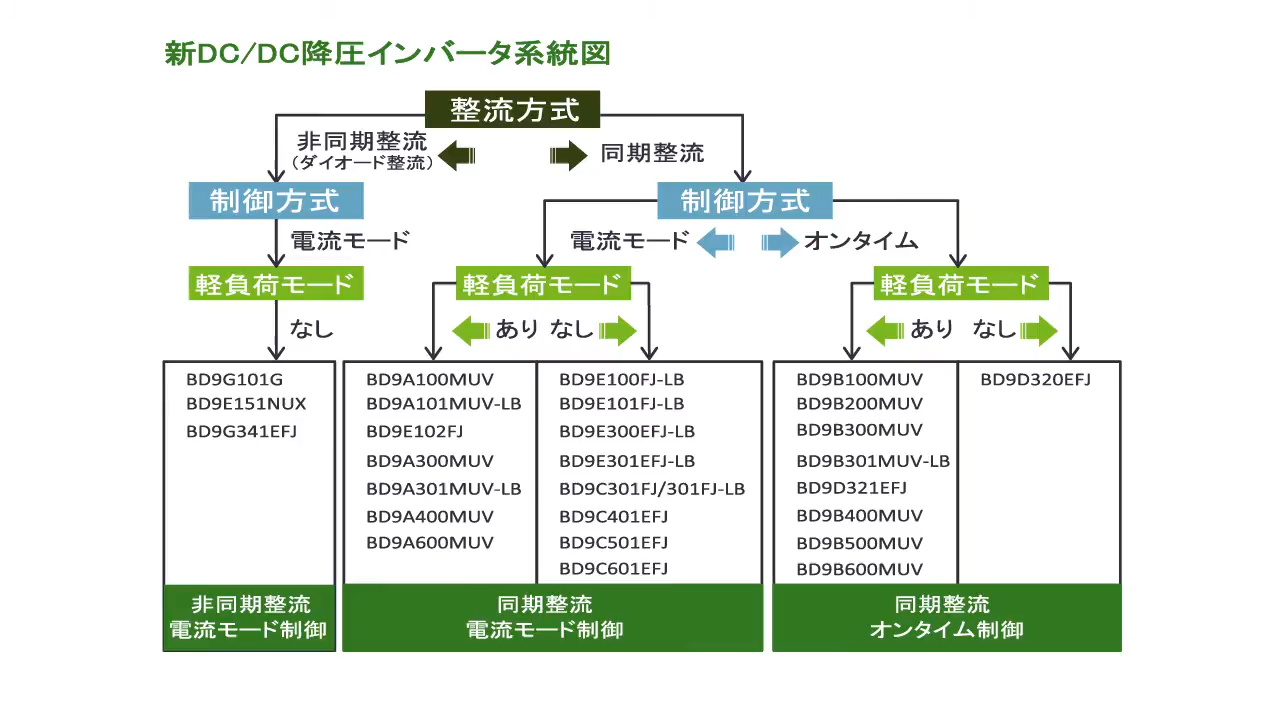 新DC/DC降圧インバータ系統図
整流方式
非同期整流
(ダイオード整流)
同期整流
制御方式
制御方式
電流モード
電流モード
オンタイム
軽負荷モード
軽負荷モード
軽負荷モード
なし
あり なし
あり なし
BD9G101G
BD9E151NUX
BD9G341EFJ
BD9A100MUV
BD9A101MUV-LB
BD9E102FJ
BD9A300MUV
BD9A301MUV-LB
BD9A400MUV
BD9A600MUV
BD9E100FJ-LB
BD9E101FJ-LB
BD9E300EFJ-LB
BD9E301EFJ-LB
BD9C301FJ/301FJ-LB
BD9C401EFJ
BD9C501EFJ
BD9C601EFJ
BD9B100MUV
BD9B200MUV
BD9B300MUV
BD9B301MUV-LB
BD9D321EFJ
BD9B400MUV
BD9B500MUV
BD9B600MUV
BD9D320EFJ
非同期整流
電流モード制御
同期整流
電流モード制御
同期整流
オンタイム制御